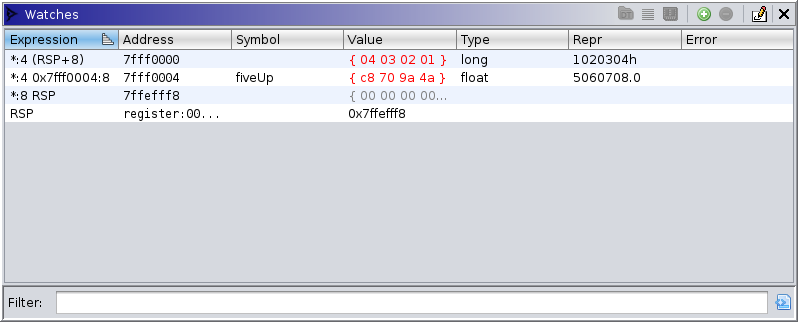 Watches
Expression Address Symbol Value Type Repr Error
*:4 (RSP+8) 7fff0000 { 04 03 02 01 } long 1020304h
*:4 0x7fff0004:8 7fff0004 fiveUp { c8 70 9a 4a } float 5060708.0
*:8 RSP 7ffefff8 { 00 00 00 00...
RSP register:00... 0x7ffefff8
Filter: